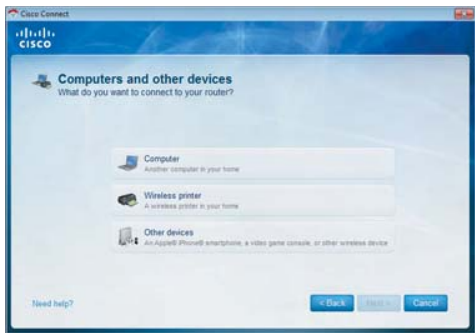 Cisco Connect
CISCO
Computers and other devices
What do you want to connect to your router?
Computer
Another computer in your home
Wireless printer
A wireless printer in your home
Other devices
An Apple® iPhone® smartphone, a video game console, or other wireless device
Need help?
< Back Next > Cancel